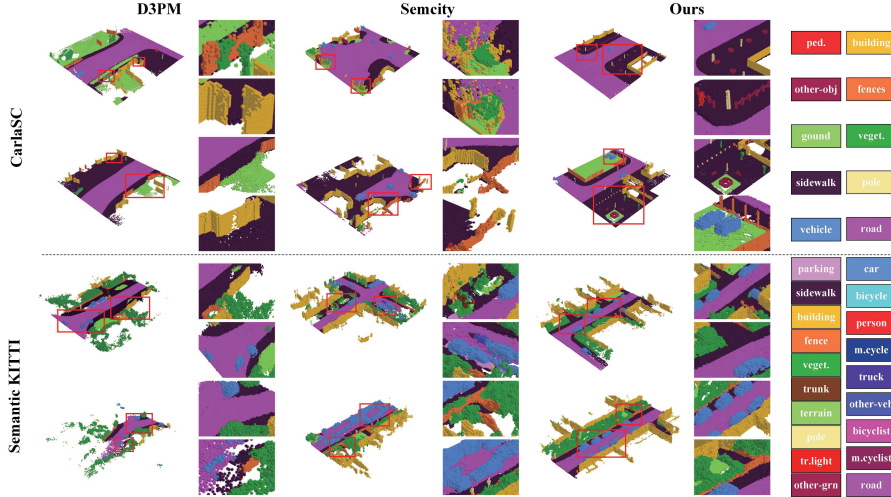 D3PM Semcity Ours
CarlaSC
ped. building
other-obj fences
gound veget.
sidewalk pole
vehicle road
Semantic KITTI
parking car
sidewalk bicycle
building person
fence m.cycle
veget. truck
trunk other-veh
terrain bicyclist
pole m.cyclist
tr.light road
other-grn